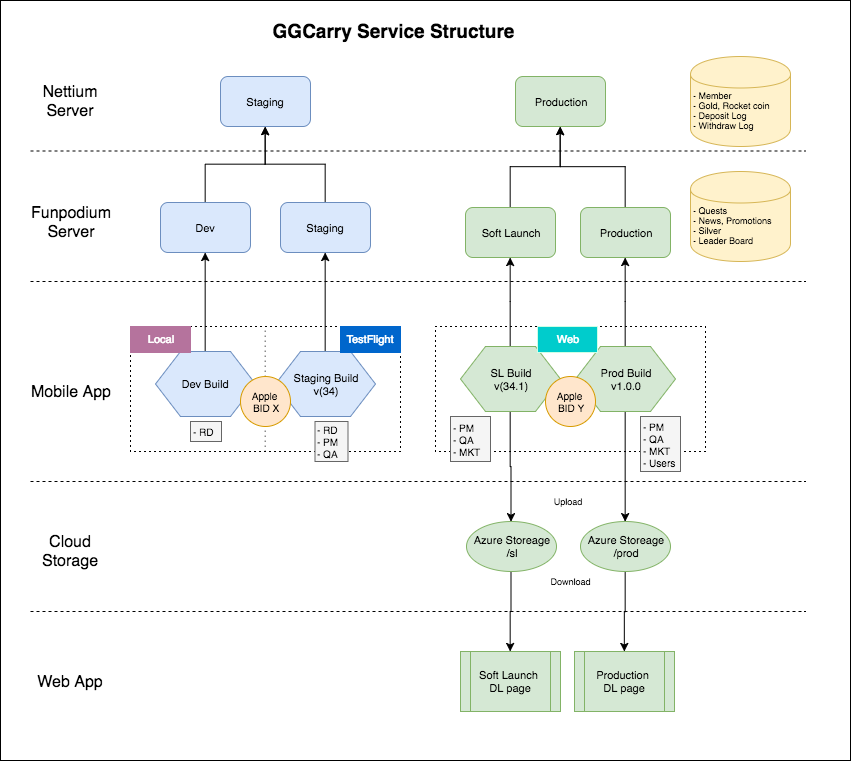 GGCarry Service Structure
Nettium
Server
Staging
Production
- Member
- Gold, Rocket coin
- Deposit Log
- Withdraw Log
Funpodium
Server
Dev
Staging
Soft Launch
Production
- Quests
- News, Promotions
- Silver
- Leader Board
Mobile App
Local
TestFlight
Dev Build
Staging Build
v(34)
Apple
BID X
- RD
- RD
- PM
- QA
Web
SL Build
v(34.1)
Prod Build
v1.0.0
Apple
BID Y
- PM
- QA
- MKT
- PM
- QA
- MKT
- Users
Cloud
Storage
Upload
Azure Storeage
/sl
Azure Storeage
/prod
Download
Web App
Soft Launch
DL page
Production
DL page